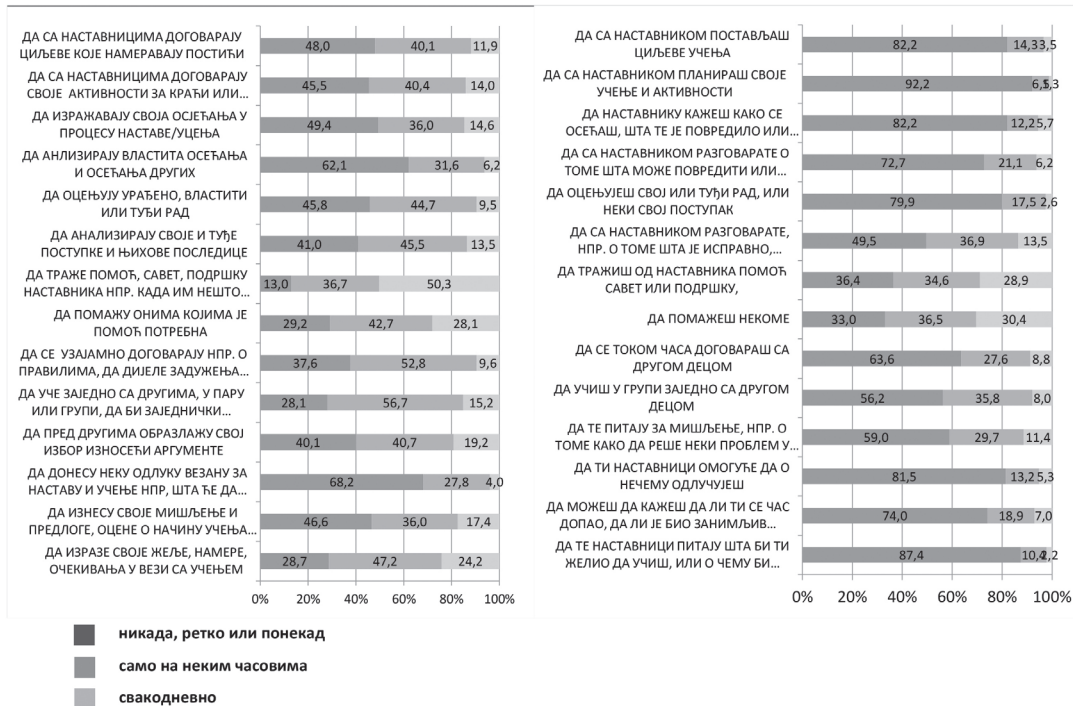 ДА СА НАСТАВНИЦИМА ДОГОВАРАЈУ
ЦИЉЕВЕ КОЈЕ НАМЕРАВАЈУ ПОСТИЋИ
48,0 40,1 11,9
ДА СА НАСТАВНИЦИМА ДОГОВАРАЈУ
СВОЈЕ АКТИВНОСТИ ЗА КРАЋИ ИЛИ…
45,5 40,4 14,0
ДА ИЗРАЖАВАЈУ СВОЈА ОСЈЕЋАЊА У
ПРОЦЕСУ НАСТАВЕ/УЦЕЊА
49,4 36,0 14,6
ДА АНЛИЗИРАЈУ ВЛАСТИТА ОСЕЋАЊА
И ОСЕЋАЊА ДРУГИХ
62,1 31,6 6,2
ДА ОЦЕЊУЈУ УРАЂЕНО, ВЛАСТИТИ
ИЛИ ТУЂИ РАД
45,8 44,7 9,5
ДА АНАЛИЗИРАЈУ СВОЈЕ И ТУЂЕ
ПОСТУПКЕ И ЊИХОВЕ ПОСЛЕДИЦЕ
41,0 45,5 13,5
ДА ТРАЖЕ ПОМОЋ, САВЕТ, ПОДРШКУ
НАСТАВНИКА НПР. КАДА ИМ НЕШТО…
13,0 36,7 50,3
ДА ПОМАЖУ ОНИМА КОЈИМА ЈЕ
ПОМОЋ ПОТРЕБНА
29,2 42,7 28,1
ДА СЕ УЗАЈАМНО ДОГОВАРАЈУ НПР. О
ПРАВИЛИМА, ДА ДИЈЕЛЕ ЗАДУЖЕЊА…
37,6 52,8 9,6
ДА УЧЕ ЗАЈЕДНО СА ДРУГИМА, У ПАРУ
ИЛИ ГРУПИ, ДА БИ ЗАЈЕДНИЧКИ…
28,1 56,7 15,2
ДА ПРЕД ДРУГИМА ОБРАЗЛАЖУ СВОЈ
ИЗБОР ИЗНОСЕЋИ АРГУМЕНТЕ
40,1 40,7 19,2
ДА ДОНЕСУ НЕКУ ОДЛУКУ ВЕЗАНУ ЗА
НАСТАВУ И УЧЕЊЕ НПР, ШТА ЋЕ ДА…
68,2 27,8 4,0
ДА ИЗНЕСУ СВОЈЕ МИШЉЕЊЕ И
ПРЕДЛОГЕ, ОЦЕНЕ О НАЧИНУ УЧЕЊА…
46,6 36,0 17,4
ДА ИЗРАЗЕ СВОЈЕ ЖЕЉЕ, НАМЕРЕ,
ОЧЕКИВАЊА У ВЕЗИ СА УЧЕЊЕМ
28,7 47,2 24,2
0% 20% 40% 60% 80% 100%
ДА СА НАСТАВНИКОМ ПОСТАВЉАШ
ЦИЉЕВЕ УЧЕЊА
82,2 14,3 3,5
ДА СА НАСТАВНИКОМ ПЛАНИРАШ СВОЈЕ
УЧЕЊЕ И АКТИВНОСТИ
92,2
ДА НАСТАВНИКУ КАЖЕШ КАКО СЕ
ОСЕЋАШ, ШТА ТЕ ЈЕ ПОВРЕДИЛО ИЛИ…
82,2 12,2 5,7
ДА СА НАСТАВНИКОМ РАЗГОВАРАТЕ О
ТОМЕ ШТА МОЖЕ ПОВРЕДИТИ ИЛИ…
72,7 21,1 6,2
ДА ОЦЕЊУЈЕШ СВОЈ ИЛИ ТУЂИ РАД, ИЛИ
НЕКИ СВОЈ ПОСТУПАК
79,9 17,5 2,6
ДА СА НАСТАВНИКОМ РАЗГОВАРАТЕ,
НПР. О ТОМЕ ШТА ЈЕ ИСПРАВНО,…
49,5 36,9 13,5
ДА ТРАЖИШ ОД НАСТАВНИКА ПОМОЋ
САВЕТ ИЛИ ПОДРШКУ,
36,4 34,6 28,9
ДА ПОМАЖЕШ НЕКОМЕ
33,0 36,5 30,4
ДА СЕ ТОКОМ ЧАСА ДОГОВАРАШ СА
ДРУГОМ ДЕЦОМ
63,6 27,6 8,8
ДА УЧИШ У ГРУПИ ЗАЈЕДНО СА ДРУГОМ
ДЕЦОМ
56,2 35,8 8,0
ДА ТЕ ПИТАЈУ ЗА МИШЉЕЊЕ, НПР. О
ТОМЕ КАКО ДА РЕШЕ НЕКИ ПРОБЛЕМ У…
59,0 29,7 11,4
ДА ТИ НАСТАВНИЦИ ОМОГУЋЕ ДА О
НЕЧЕМУ ОДЛУЧУЈЕШ
81,5 13,2 5,3
ДА МОЖЕШ ДА КАЖЕШ ДА ЛИ ТИ СЕ ЧАС
ДОПАО, ДА ЛИ ЈЕ БИО ЗАНИМЉИВ…
74,0 18,9 7,0
ДА ТЕ НАСТАВНИЦИ ПИТАЈУ ШТА БИ ТИ
ЖЕЛИО ДА УЧИШ, ИЛИ О ЧЕМУ БИ…
87,4 10,4 2,2
0% 20% 40% 60% 80% 100%
никада, ретко или понекад
само на неким часовима
свакодневно